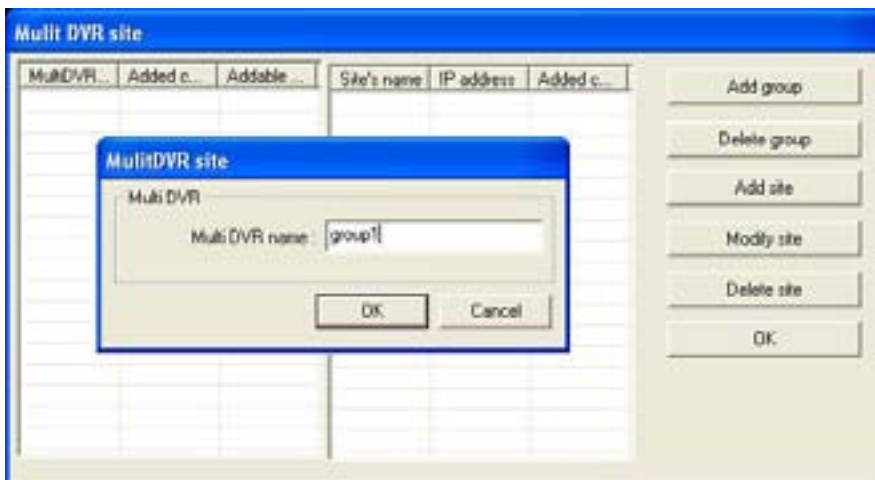 Mulit DVR site
MultiDVR... Added c... Addable ...
Site's name IP address Added c...
Add group
Delete group
Add site
Modify site
Delete site
OK
MulitDVR site
Multi DVR
Multi DVR name : group1
OK Cancel